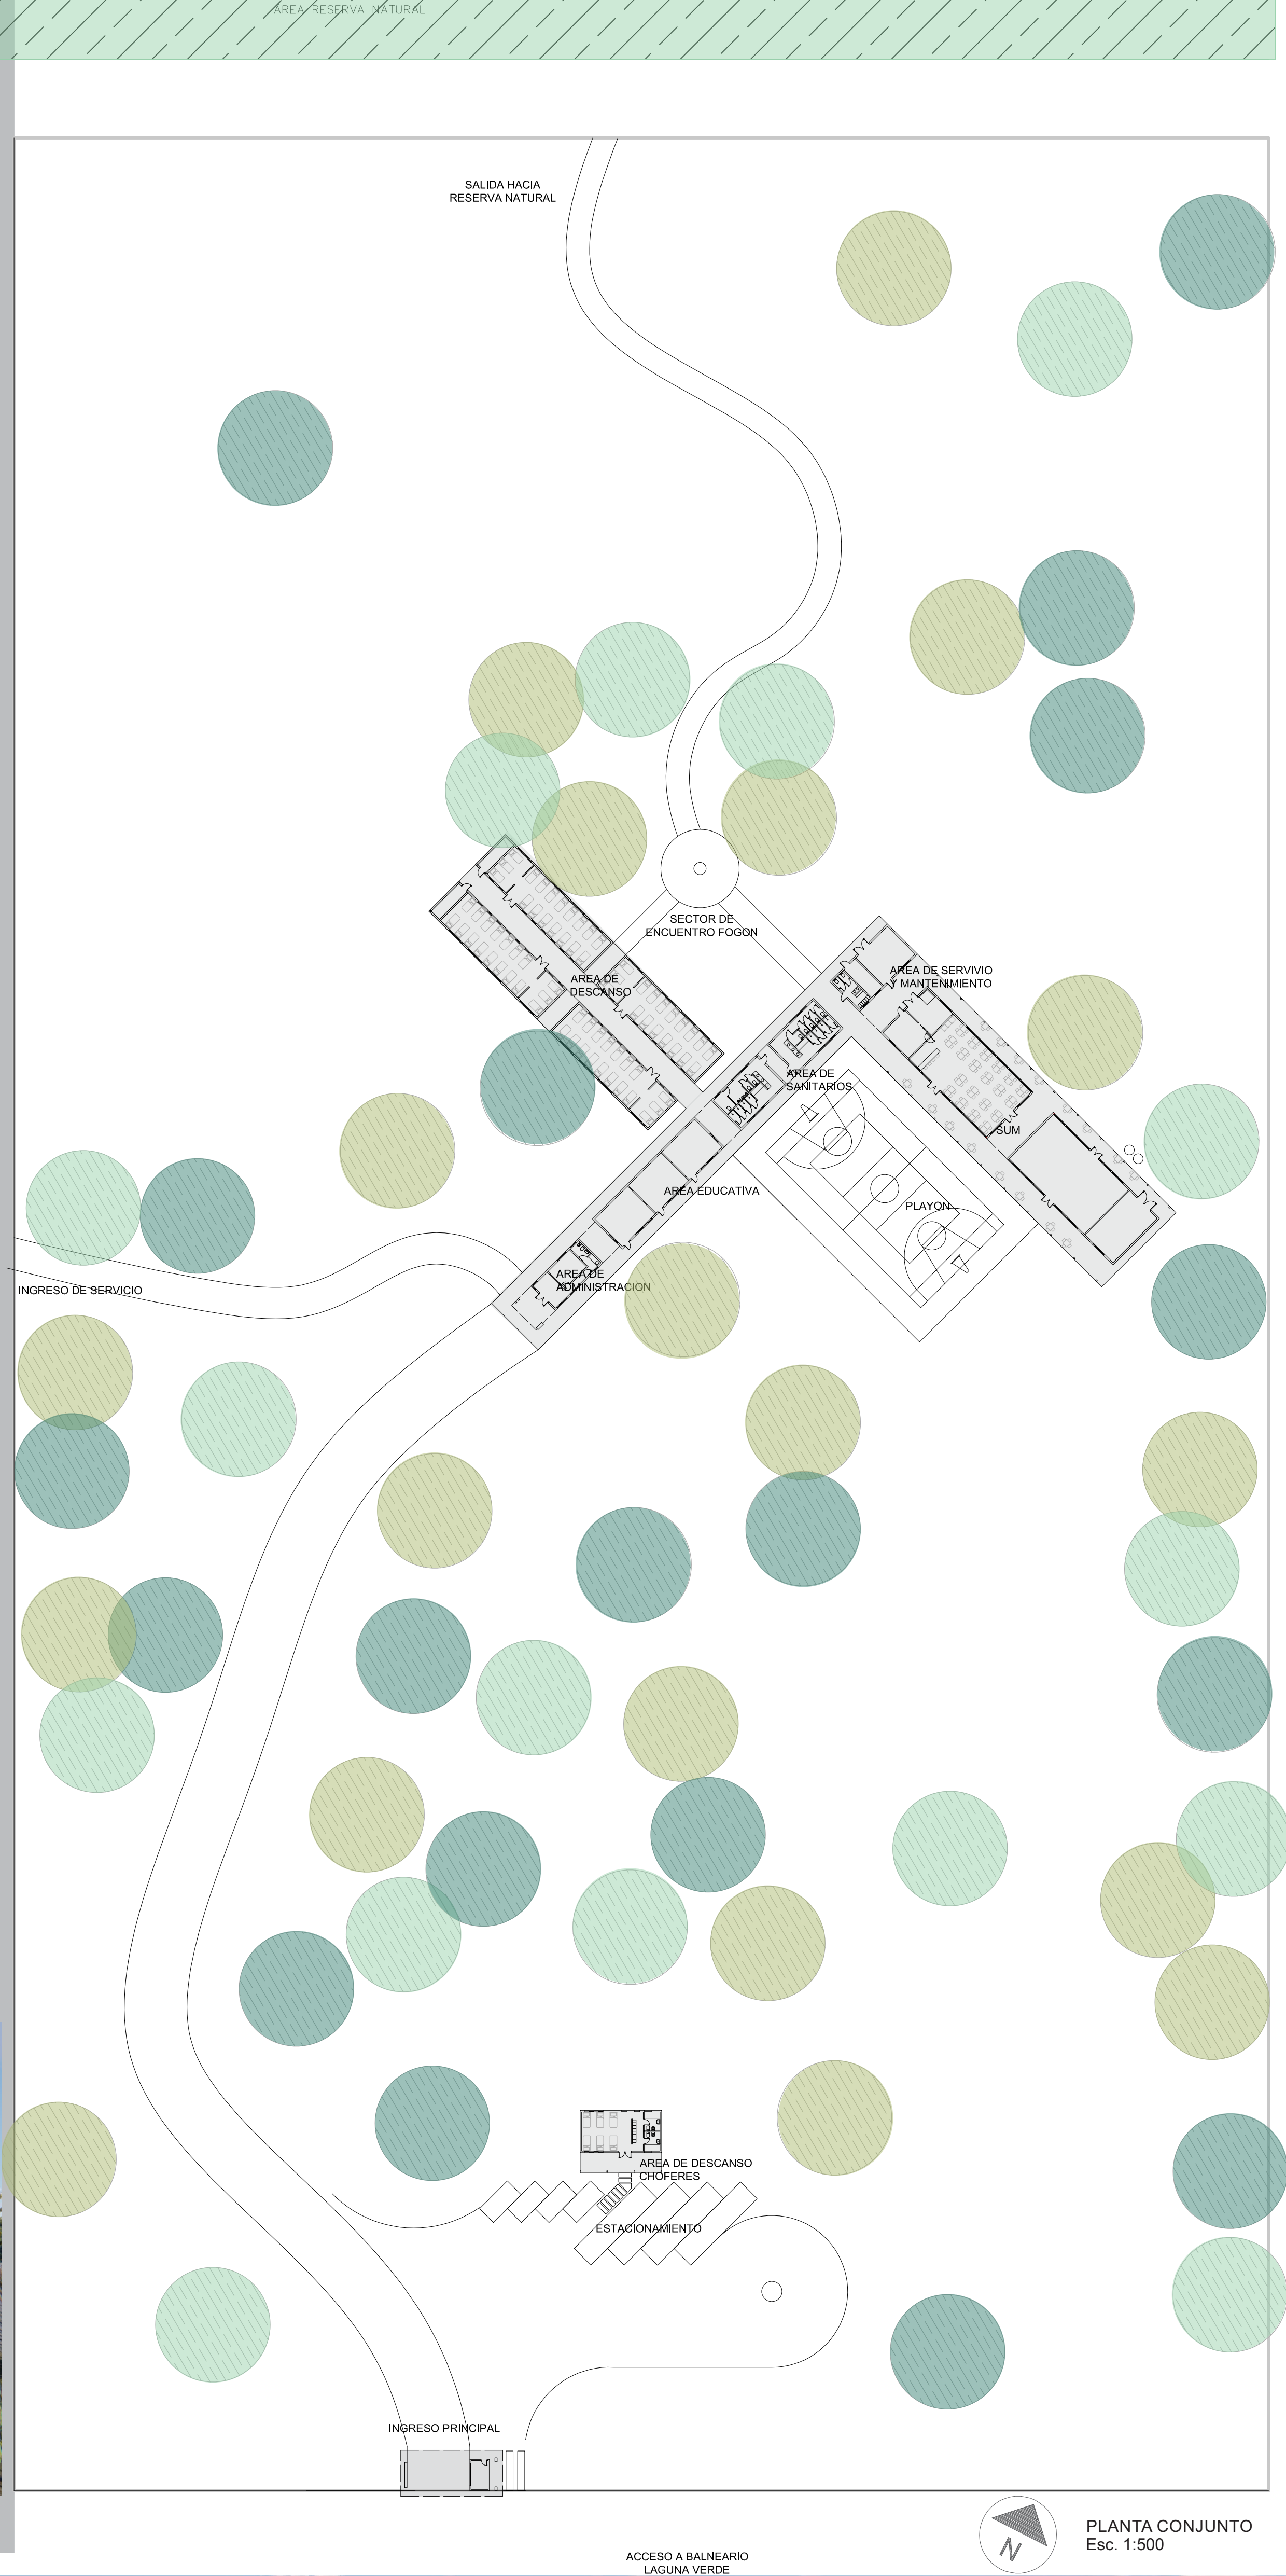 AREA RESERVA NATURAL
SALIDA HACIA
RESERVA NATURAL
SECTOR DE
ENCUENTRO FOGON
AREA DE SERVIVIO
Y MANTENIMIENTO
AREA DE
DESCANSO
AREA DE
SANITARIOS
SUM
AREA EDUCATIVA
PLAYON
AREA DE
ADMINISTRACION
INGRESO DE SERVICIO
AREA DE DESCANSO
CHOFERES
ESTACIONAMIENTO
INGRESO PRINCIPAL
N
PLANTA CONJUNTO
Esc. 1:500
ACCESO A BALNEARIO
LAGUNA VERDE